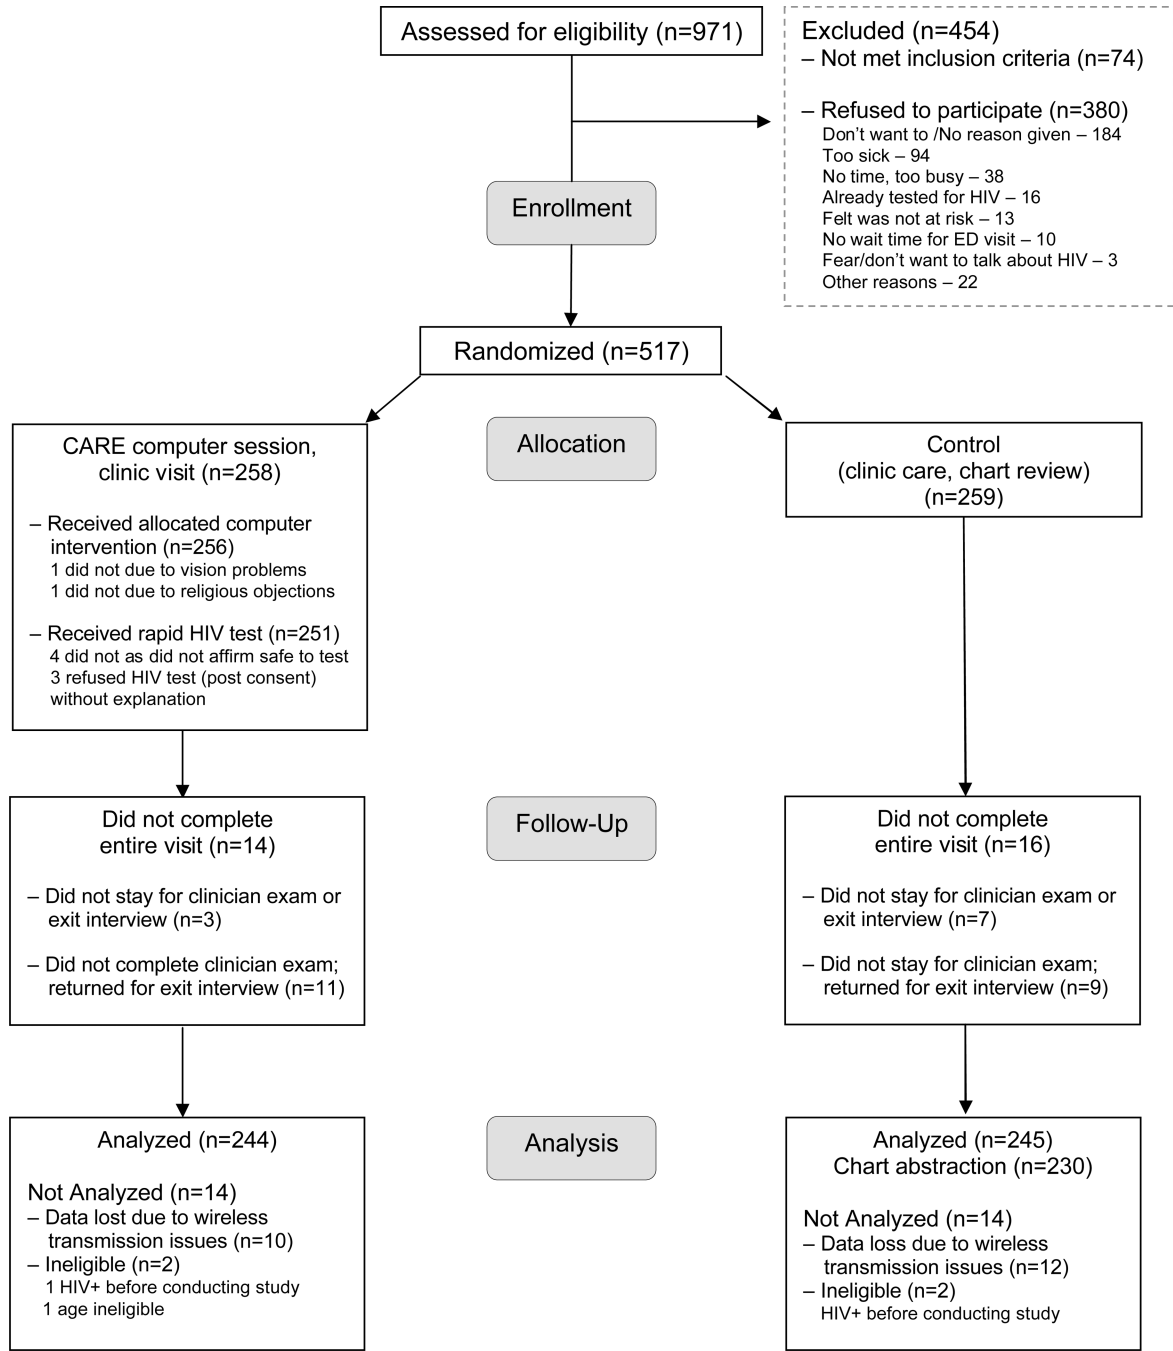 Assessed for eligibility (n=971)
Excluded (n=454)
– Not met inclusion criteria (n=74)
– Refused to participate (n=380)
Don’t want to /No reason given – 184
Too sick – 94
No time, too busy – 38
Already tested for HIV – 16
Felt was not at risk – 13
No wait time for ED visit – 10
Fear/don’t want to talk about HIV – 3
Other reasons – 22
Enrollment
Randomized (n=517)
Allocation
CARE computer session,
clinic visit (n=258)
– Received allocated computer
intervention (n=256)
1 did not due to vision problems
1 did not due to religious objections
– Received rapid HIV test (n=251)
4 did not as did not affirm safe to test
3 refused HIV test (post consent)
without explanation
Control
(clinic care, chart review)
(n=259)
Follow-Up
Did not complete
entire visit (n=14)
– Did not stay for clinician exam or
exit interview (n=3)
– Did not complete clinician exam;
returned for exit interview (n=11)
Did not complete
entire visit (n=16)
– Did not stay for clinician exam or
exit interview (n=7)
– Did not stay for clinician exam;
returned for exit interview (n=9)
Analysis
Analyzed (n=244)
Not Analyzed (n=14)
– Data lost due to wireless
transmission issues (n=10)
– Ineligible (n=2)
1 HIV+ before conducting study
1 age ineligible
Analyzed (n=245)
Chart abstraction (n=230)
Not Analyzed (n=14)
– Data loss due to wireless
transmission issues (n=12)
– Ineligible (n=2)
HIV+ before conducting study